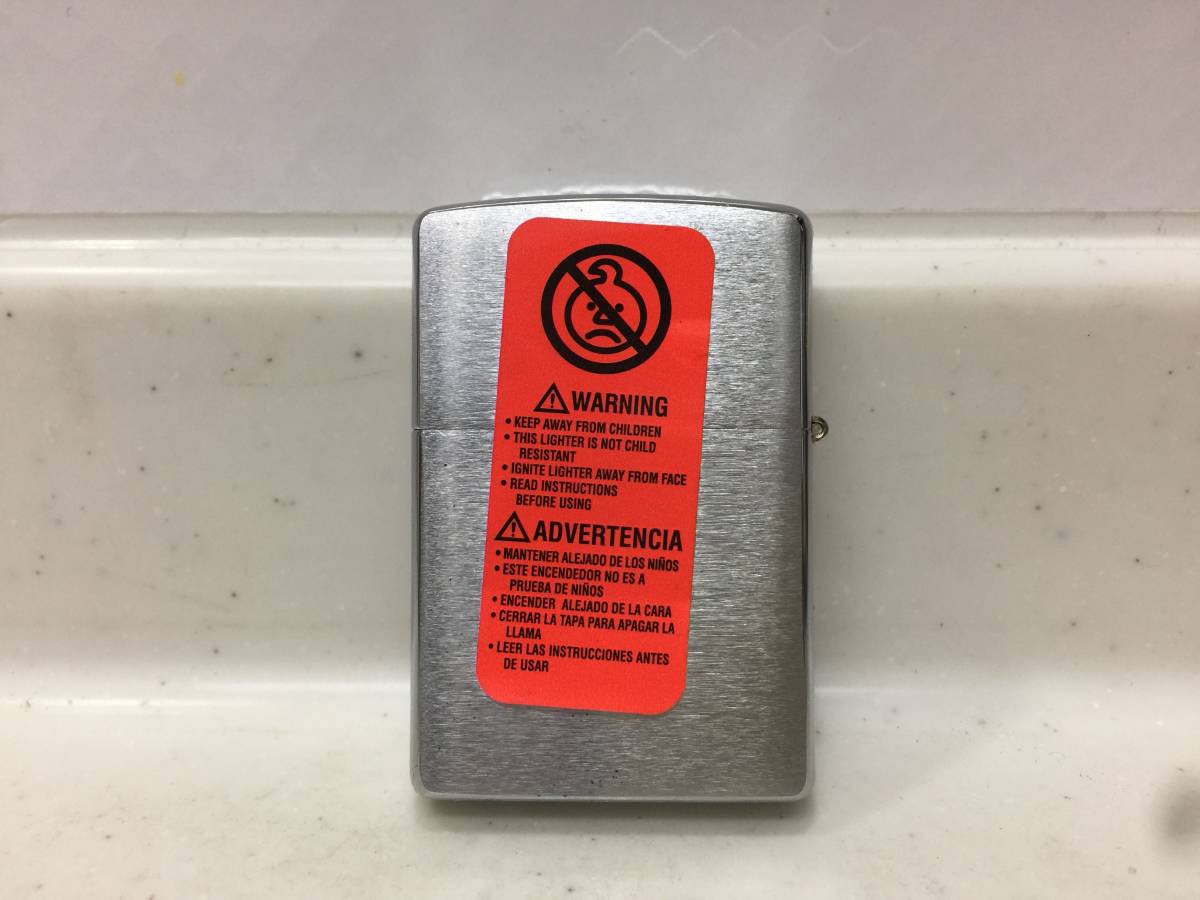 WARNING
• KEEP AWAY FROM CHILDREN
• THIS LIGHTER IS NOT CHILD
RESISTANT
• IGNITE LIGHTER AWAY FROM FACE
• READ INSTRUCTIONS
BEFORE USING
ADVERTENCIA
• MANTENER ALEJADO DE LOS NIÑOS
• ESTE ENCENDEDOR NO ES A
PRUEBA DE NIÑOS
• ENCENDER ALEJADO DE LA CARA
• CERRAR LA TAPA PARA APAGAR LA
LLAMA
• LEER LAS INSTRUCCIONES ANTES
DE USAR